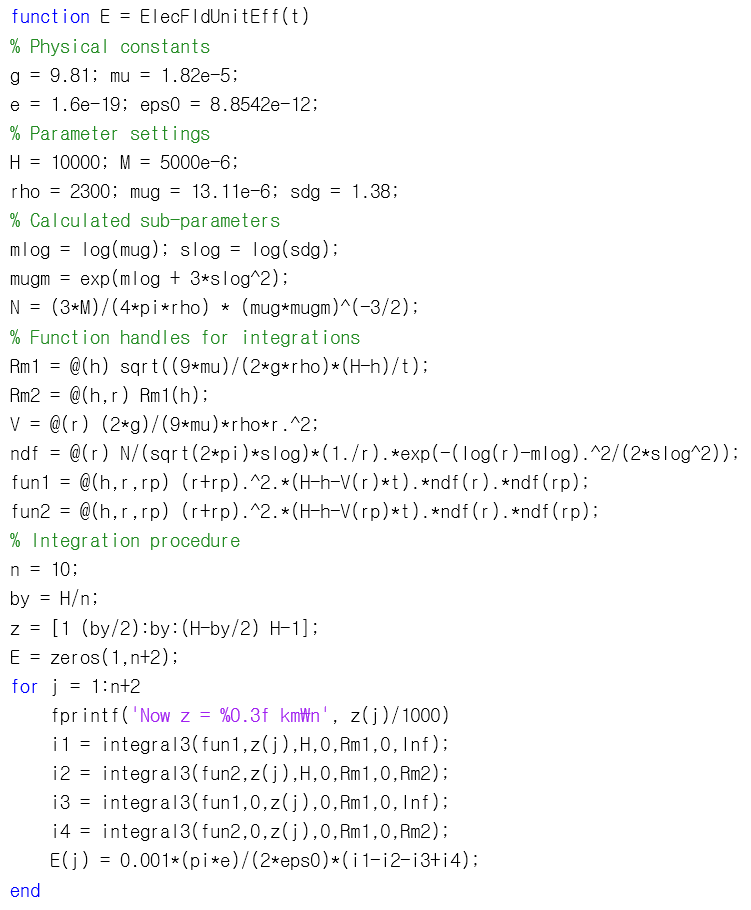 function E = ElecFldUnitEff(t)
% Physical constants
g = 9.81; mu = 1.82e-5;
e = 1.6e-19; eps0 = 8.8542e-12;
% Parameter settings
H = 10000; M = 5000e-6;
rho = 2300; mug = 13.11e-6; sdg = 1.38;
% Calculated sub-parameters
mlog = log(mug); slog = log(sdg);
mugm = exp(mlog + 3*slog^2);
N = (3*M)/(4*pi*rho) * (mug*mugm)^(-3/2);
% Function handles for integrations
Rm1 = @(h) sqrt((9*mu)/(2*g*rho)*(H-h)/t);
Rm2 = @(h,r) Rm1(h);
V = @(r) (2*g)/(9*mu)*rho*r.^2;
ndf = @(r) N/(sqrt(2*pi)*slog)*(1./r).*exp(-(log(r)-mlog).^2/(2*slog^2));
fun1 = @(h,r,rp) (r+rp).^2.*(H-h-V(r)*t).*ndf(r).*ndf(rp);
fun2 = @(h,r,rp) (r+rp).^2.*(H-h-V(rp)*t).*ndf(r).*ndf(rp);
% Integration procedure
n = 10;
by = H/n;
z = [1 (by/2):by:(H-by/2) H-1];
E = zeros(1,n+2);
for j = 1:n+2
    fprintf('Now z = %0.3f km₩n', z(j)/1000)
    i1 = integral3(fun1,z(j),H,0,Rm1,0,Inf);
    i2 = integral3(fun2,z(j),H,0,Rm1,0,Rm2);
    i3 = integral3(fun1,0,z(j),0,Rm1,0,Inf);
    i4 = integral3(fun2,0,z(j),0,Rm1,0,Rm2);
    E(j) = 0.001*(pi*e)/(2*eps0)*(i1-i2-i3+i4);
end